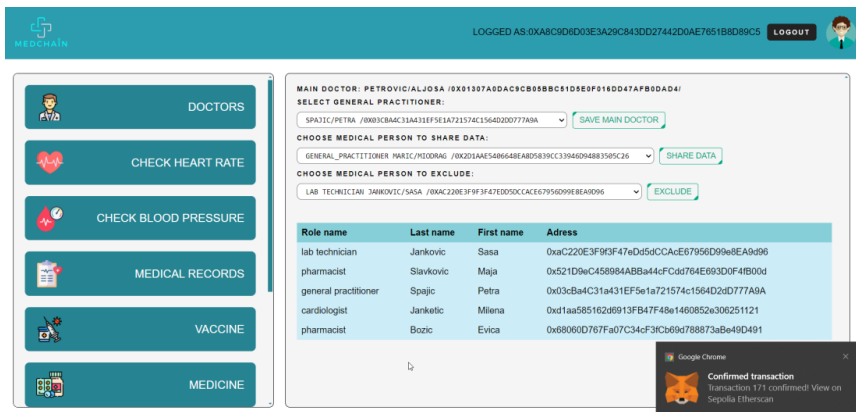 MEDCHAIN
LOGGED AS:0XA8C9D6D03E3A29C843DD27442D0AE7651B8D89C5 LOGOUT
DOCTORS
CHECK HEART RATE
CHECK BLOOD PRESSURE
MEDICAL RECORDS
VACCINE
MEDICINE
MAIN DOCTOR: PETROVIC/ALJOSA /0X01307A0DAC9CB05BBC51D5E0F016DD47AFB0DAD4/
SELECT GENERAL PRACTITIONER:
SPAJIC/PETRA /0X03CBA4C31A431EF5E1A721574C1564D2DD777A9A SAVE MAIN DOCTOR
CHOOSE MEDICAL PERSON TO SHARE DATA:
GENERAL_PRACTITIONER MARIC/MIODRAG /0X2D1AAE5406648EA8D5839CC33946D94883505C26 SHARE DATA
CHOOSE MEDICAL PERSON TO EXCLUDE:
LAB TECHNICIAN JANKOVIC/SASA /0XAC220E3F9F3F47EDD5DCCACE67956D99E8EA9D96 EXCLUDE
Role name Last name First name Adress
lab technician Jankovic Sasa 0xaC220E3F9f3F47eDd5dCCAcE67956D99e8EA9d96
pharmacist Slavkovic Maja 0x521D9eC458984ABBa44cFCdd764E693D0F4fB00d
general practitioner Spajic Petra 0x03cBa4C31a431EF5e1a721574c1564D2dD777A9A
cardiologist Janketic Milena 0xd1aa585162d6913FB47F48e1460852e306251121
pharmacist Bozic Evica 0x68060D767Fa07C34cF3fCb69d788873aBe49D491
Google Chrome
Confirmed transaction
Transaction 171 confirmed! View on
Sepolia Etherscan